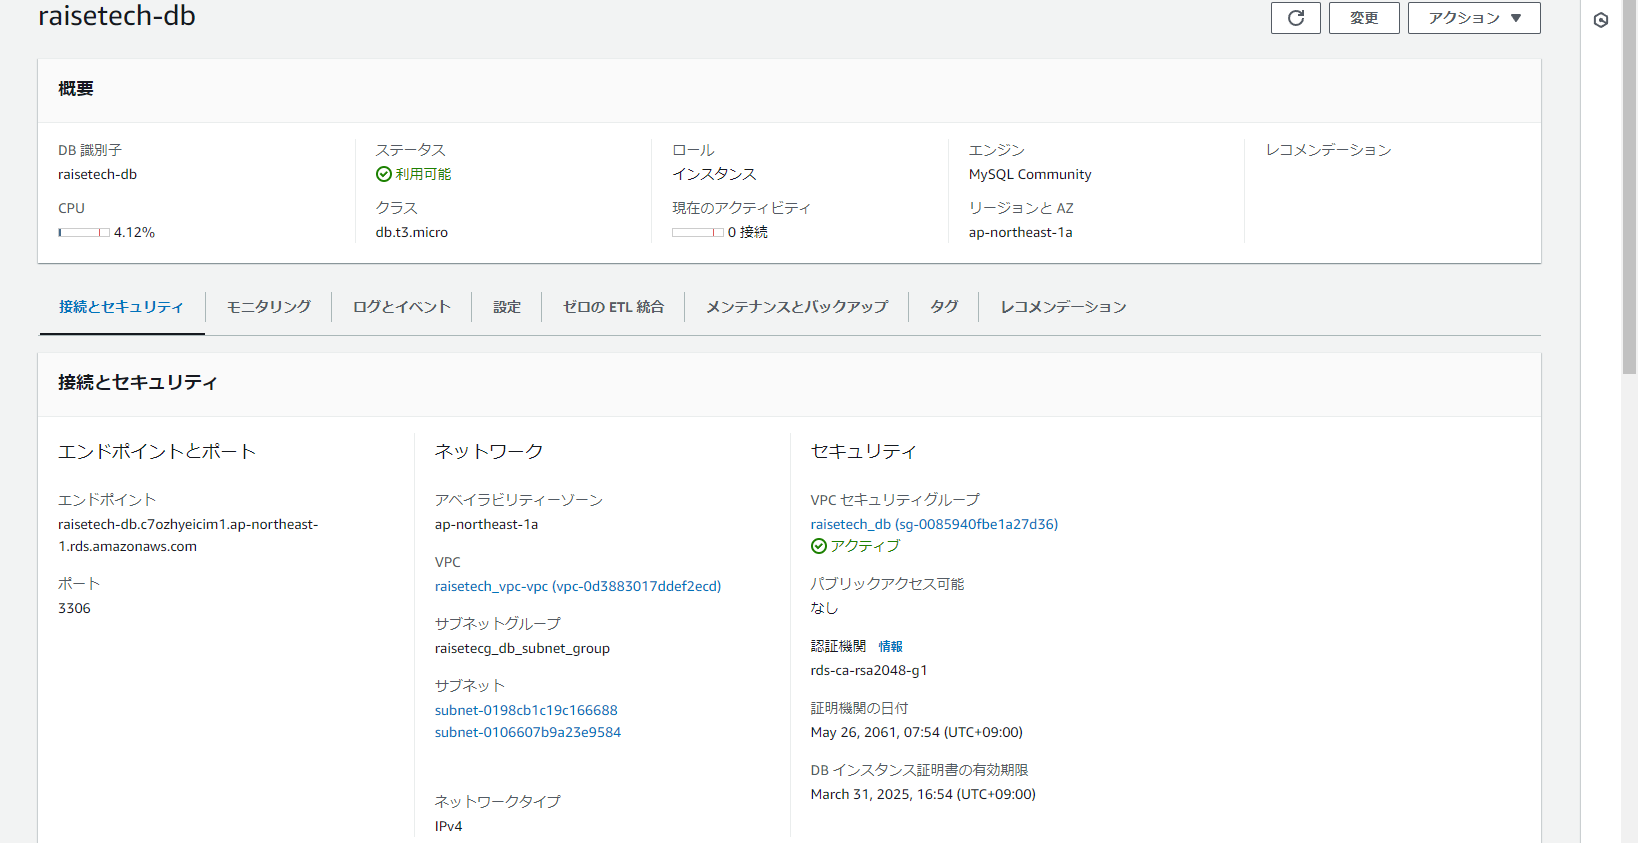 raisetech-db
変更
アクション
概要
DB 識別子
raisetech-db
ステータス
利用可能
ロール
インスタンス
エンジン
MySQL Community
レコメンデーション
CPU
4.12%
クラス
db.t3.micro
現在のアクティビティ
0 接続
リージョンと AZ
ap-northeast-1a
接続とセキュリティ
モニタリング
ログとイベント
設定
ゼロの ETL 統合
メンテナンスとバックアップ
タグ
レコメンデーション
接続とセキュリティ
エンドポイントとポート
エンドポイント
raisetech-db.c7ozhyeicim1.ap-northeast-
1.rds.amazonaws.com
ポート
3306
ネットワーク
アベイラビリティーゾーン
ap-northeast-1a
VPC
raisetech_vpc-vpc (vpc-0d3883017ddef2ecd)
サブネットグループ
raisetecg_db_subnet_group
サブネット
subnet-0198cb1c19c166688
subnet-0106607b9a23e9584
ネットワークタイプ
IPv4
セキュリティ
VPC セキュリティグループ
raisetech_db (sg-0085940fbe1a27d36)
アクティブ
パブリックアクセス可能
なし
認証機関 情報
rds-ca-rsa2048-g1
証明機関の日付
May 26, 2061, 07:54 (UTC+09:00)
DB インスタンス証明書の有効期限
March 31, 2025, 16:54 (UTC+09:00)